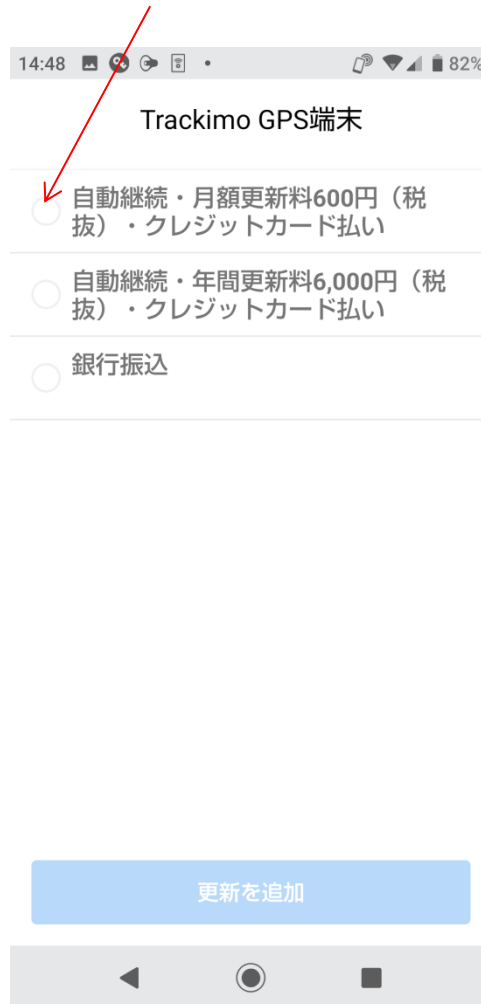 14:48
82%
Trackimo GPS端末
自動継続・月額更新料600円（税
抜）・クレジットカード払い
自動継続・年間更新料6,000円（税
抜）・クレジットカード払い
銀行振込
更新を追加